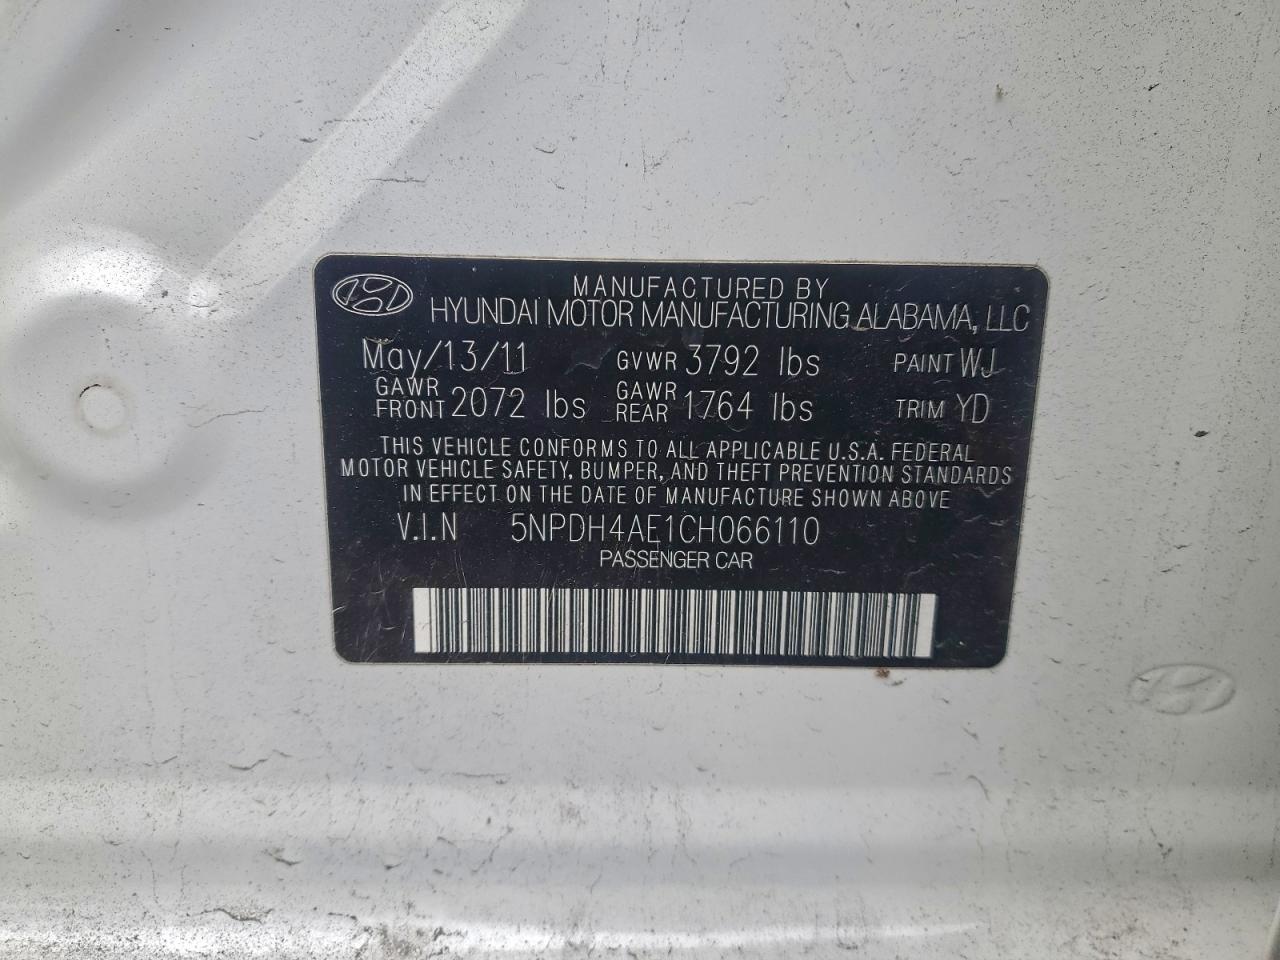 MANUFACTURED BY
HYUNDAI MOTOR MANUFACTURING ALABAMA, LLC
May/13/11 GVWR 3792 lbs PAINT WJ
GAWR FRONT 2072 lbs GAWR REAR 1764 lbs TRIM YD
THIS VEHICLE CONFORMS TO ALL APPLICABLE U.S.A. FEDERAL
MOTOR VEHICLE SAFETY, BUMPER, AND THEFT PREVENTION STANDARDS
IN EFFECT ON THE DATE OF MANUFACTURE SHOWN ABOVE
V.I.N 5NPDH4AE1CH066110
PASSENGER CAR